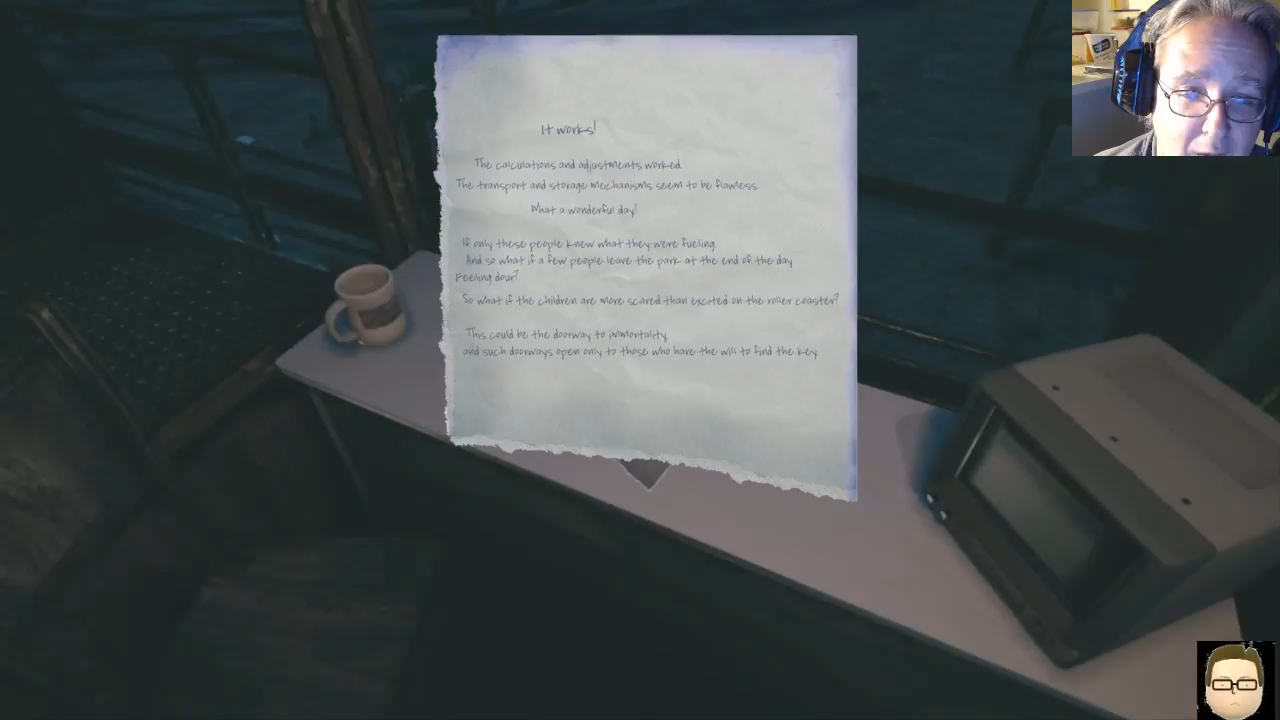 It works!
The calculations and adjustments worked.
The transport and storage mechanisms seem to be flawless.
What a wonderful day!
If only these people knew what they were fueling.
And so what if a few people leave the park at the end of the day
Feeling dour?
So what if the children are more scared than excited on the roller coaster?
This could be the doorway to immortality.
and such doorways open only to those who have the will to find the key.